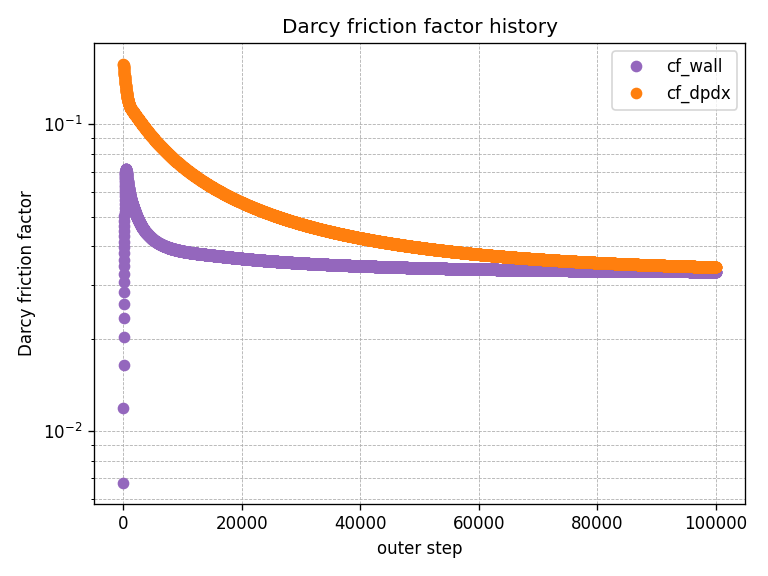 Darcy friction factor history
cf_wall
cf_dpdx
10⁻¹
10⁻²
Darcy friction factor
0 20000 40000 60000 80000 100000
outer step